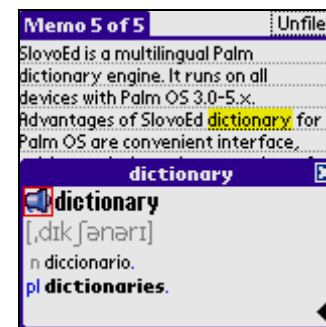 Memo 5 of 5 Unfile
SlovoEd is a multilingual Palm
dictionary engine. It runs on all
devices with Palm OS 3.0-5.x.
Advantages of SlovoEd dictionary for
Palm OS are convenient interface,
dictionary
dictionary
[ˌdɪkʃənərɪ]
n diccionario.
pl dictionaries.